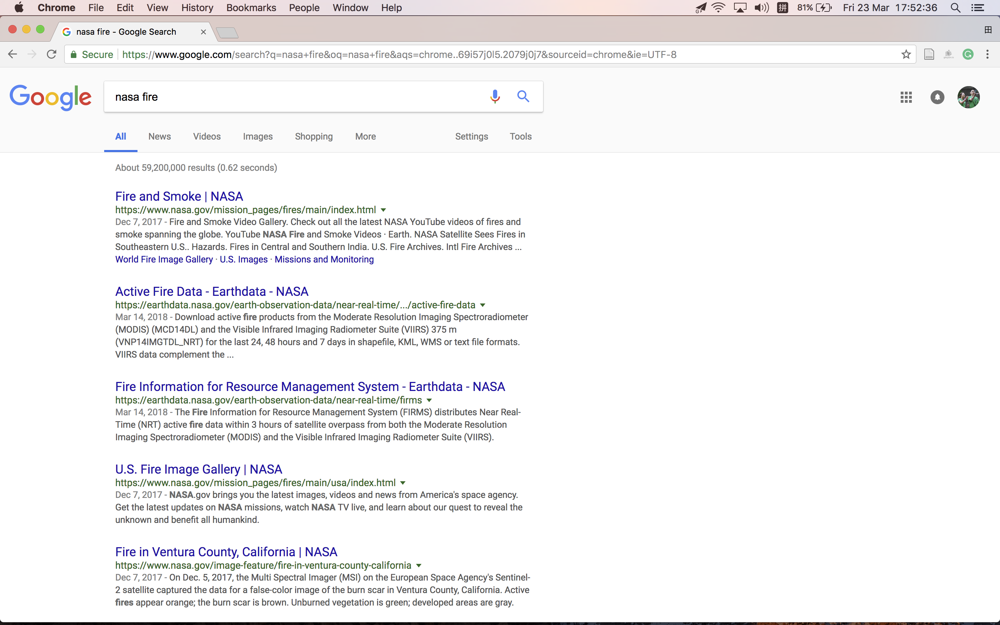 Chrome File Edit View History Bookmarks People Window Help 拼 81% Fri 23 Mar 17:52:36
nasa fire - Google Search
Secure https://www.google.com/search?q=nasa+fire&oq=nasa+fire&aqs=chrome..69i57j0l5.2079j0j7&sourceid=chrome&ie=UTF-8
Google nasa fire
All News Videos Images Shopping More Settings Tools
About 59,200,000 results (0.62 seconds)
Fire and Smoke | NASA
https://www.nasa.gov/mission_pages/fires/main/index.html
Dec 7, 2017 - Fire and Smoke Video Gallery. Check out all the latest NASA YouTube videos of fires and
smoke spanning the globe. YouTube NASA Fire and Smoke Videos · Earth. NASA Satellite Sees Fires in
Southeastern U.S.. Hazards. Fires in Central and Southern India. U.S. Fire Archives. Intl Fire Archives ...
World Fire Image Gallery · U.S. Images · Missions and Monitoring
Active Fire Data - Earthdata - NASA
https://earthdata.nasa.gov/earth-observation-data/near-real-time/.../active-fire-data
Mar 14, 2018 - Download active fire products from the Moderate Resolution Imaging Spectroradiometer
(MODIS) (MCD14DL) and the Visible Infrared Imaging Radiometer Suite (VIIRS) 375 m
(VNP14IMGTDL_NRT) for the last 24, 48 hours and 7 days in shapefile, KML, WMS or text file formats.
VIIRS data complement the ...
Fire Information for Resource Management System - Earthdata - NASA
https://earthdata.nasa.gov/earth-observation-data/near-real-time/firms
Mar 14, 2018 - The Fire Information for Resource Management System (FIRMS) distributes Near Real-
Time (NRT) active fire data within 3 hours of satellite overpass from both the Moderate Resolution
Imaging Spectroradiometer (MODIS) and the Visible Infrared Imaging Radiometer Suite (VIIRS).
U.S. Fire Image Gallery | NASA
https://www.nasa.gov/mission_pages/fires/main/usa/index.html
Dec 7, 2017 - NASA.gov brings you the latest images, videos and news from America's space agency.
Get the latest updates on NASA missions, watch NASA TV live, and learn about our quest to reveal the
unknown and benefit all humankind.
Fire in Ventura County, California | NASA
https://www.nasa.gov/image-feature/fire-in-ventura-county-california
Dec 7, 2017 - On Dec. 5, 2017, the Multi Spectral Imager (MSI) on the European Space Agency's Sentinel-
2 satellite captured the data for a false-color image of the burn scar in Ventura County, California. Active
fires appear orange; the burn scar is brown. Unburned vegetation is green; developed areas are gray.